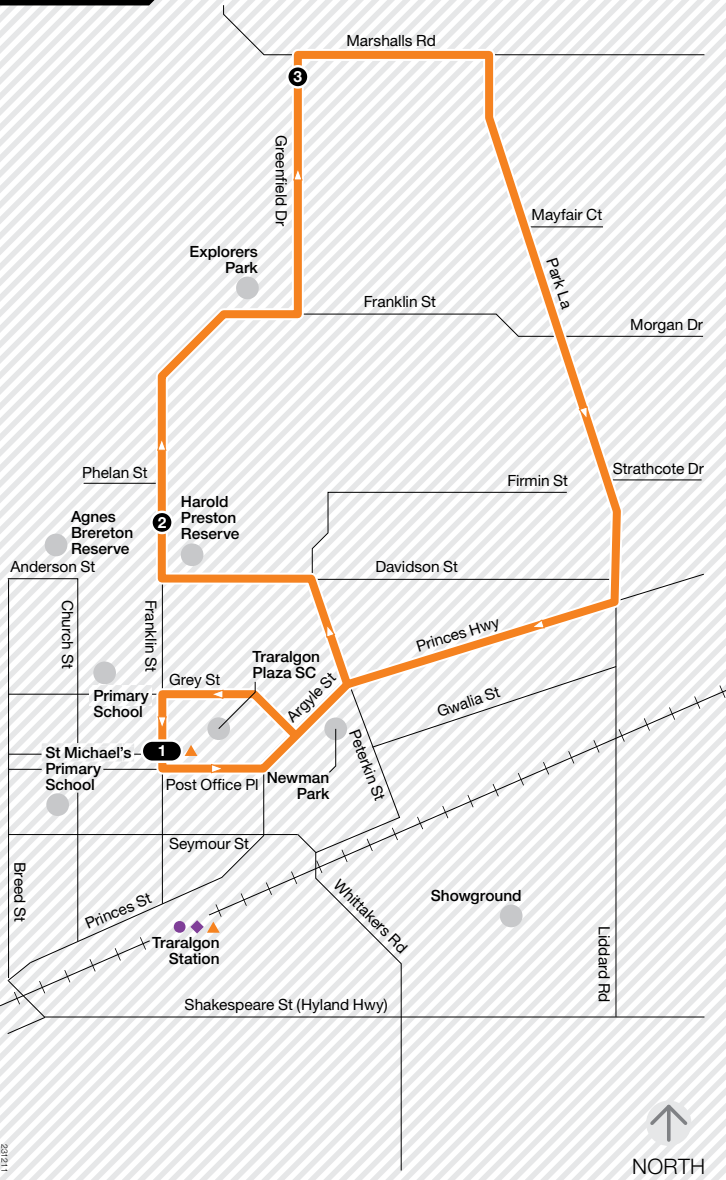 Marshalls Rd
3
Greenfield Dr
Mayfair Ct
Explorers
Park
Park La
Franklin St
Morgan Dr
Phelan St
Strathcote Dr
Firmin St
2
Harold
Preston
Reserve
Agnes
Brereton
Reserve
Anderson St
Davidson St
Church St
Franklin St
Princes Hwy
Traralgon
Plaza SC
Grey St
Argyle St
Primary
School
Gwalia St
1
St Michael's
Primary
School
Peterkin St
Newman
Park
Post Office Pl
Seymour St
Breed St
Princes St
Whittakers Rd
Showground
Traralgon
Station
Liddard Rd
Shakespeare St (Hyland Hwy)
231211
NORTH